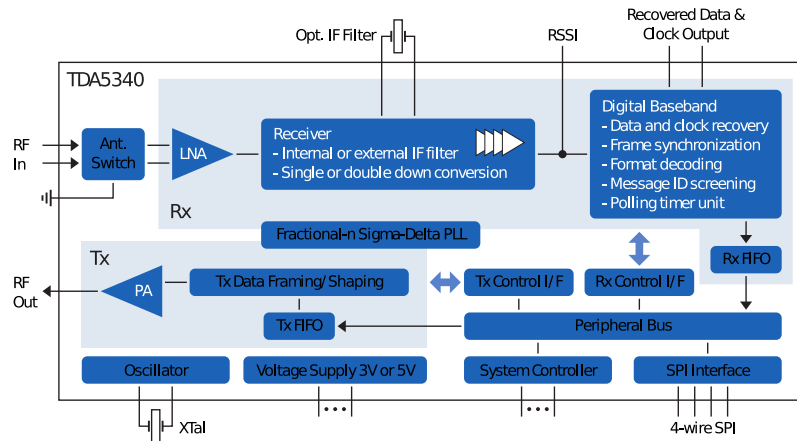 Opt. IF Filter
RSSI
Recovered Data &
Clock Output
TDA5340
RF
In
Ant.
Switch
LNA
Receiver
- Internal or external IF filter
- Single or double down conversion
Digital Baseband
- Data and clock recovery
- Frame synchronization
- Format decoding
- Message ID screening
- Polling timer unit
Rx
Fractional-n Sigma-Delta PLL
Tx
RF
Out
PA
Tx Data Framing/Shaping
Tx Control I/F
Rx Control I/F
Rx FIFO
Tx FIFO
Peripheral Bus
Oscillator
Voltage Supply 3V or 5V
System Controller
SPI Interface
XTal
4-wire SPI